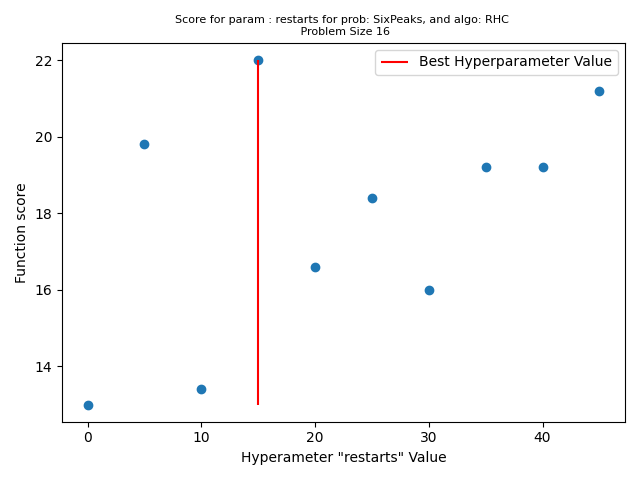 Score for param : restarts for prob: SixPeaks, and algo: RHC
Problem Size 16
Best Hyperparameter Value
Function score
22
20
18
16
14
0 10 20 30 40
Hyperameter "restarts" Value